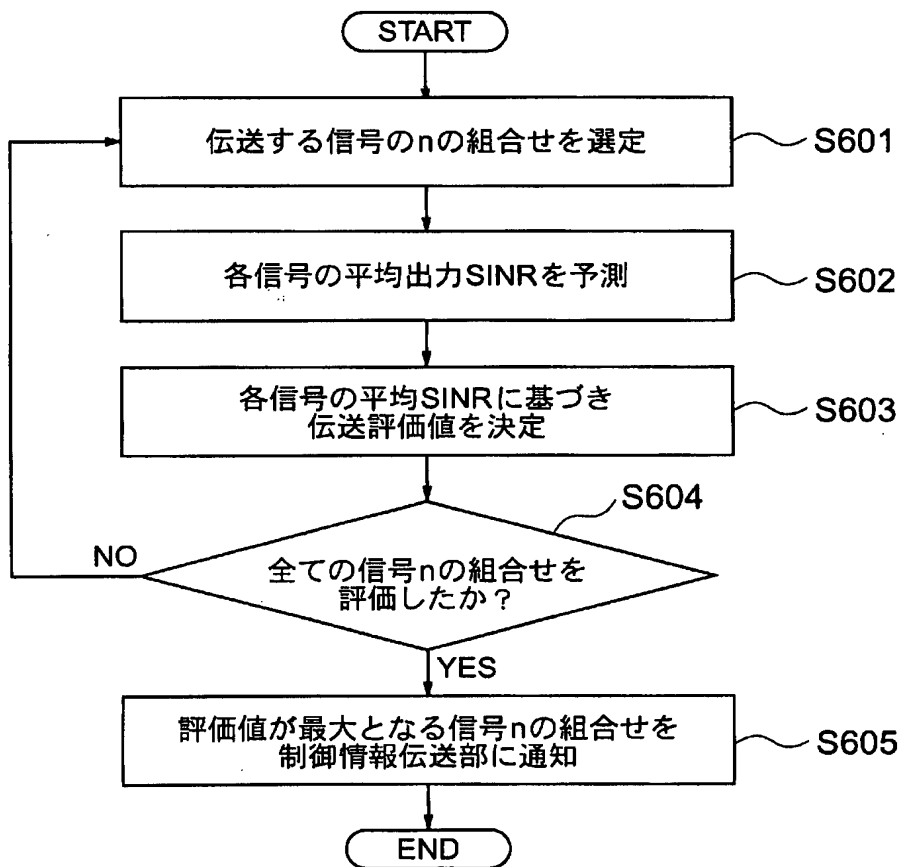 START
伝送する信号のnの組合せを選定
S601
各信号の平均出力SINRを予測
S602
各信号の平均SINRに基づき
伝送評価値を決定
S603
S604
NO
全ての信号nの組合せを
評価したか？
YES
評価値が最大となる信号nの組合せを
制御情報伝送部に通知
S605
END